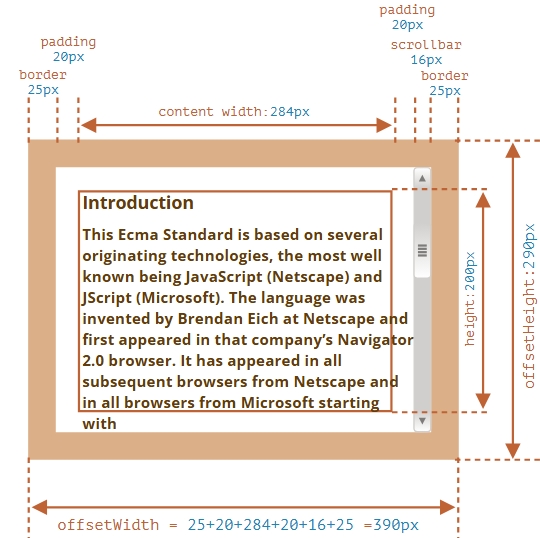 padding
20px
padding
20px
scrollbar
16px
border
25px
border
25px
content width:284px
Introduction
This Ecma Standard is based on several
originating technologies, the most well
known being JavaScript (Netscape) and
JScript (Microsoft). The language was
invented by Brendan Eich at Netscape and
first appeared in that company’s Navigator
2.0 browser. It has appeared in all
subsequent browsers from Netscape and
in all browsers from Microsoft starting
with
height:200px
offsetHeight:290px
offsetWidth = 25+20+284+20+16+25 =390px